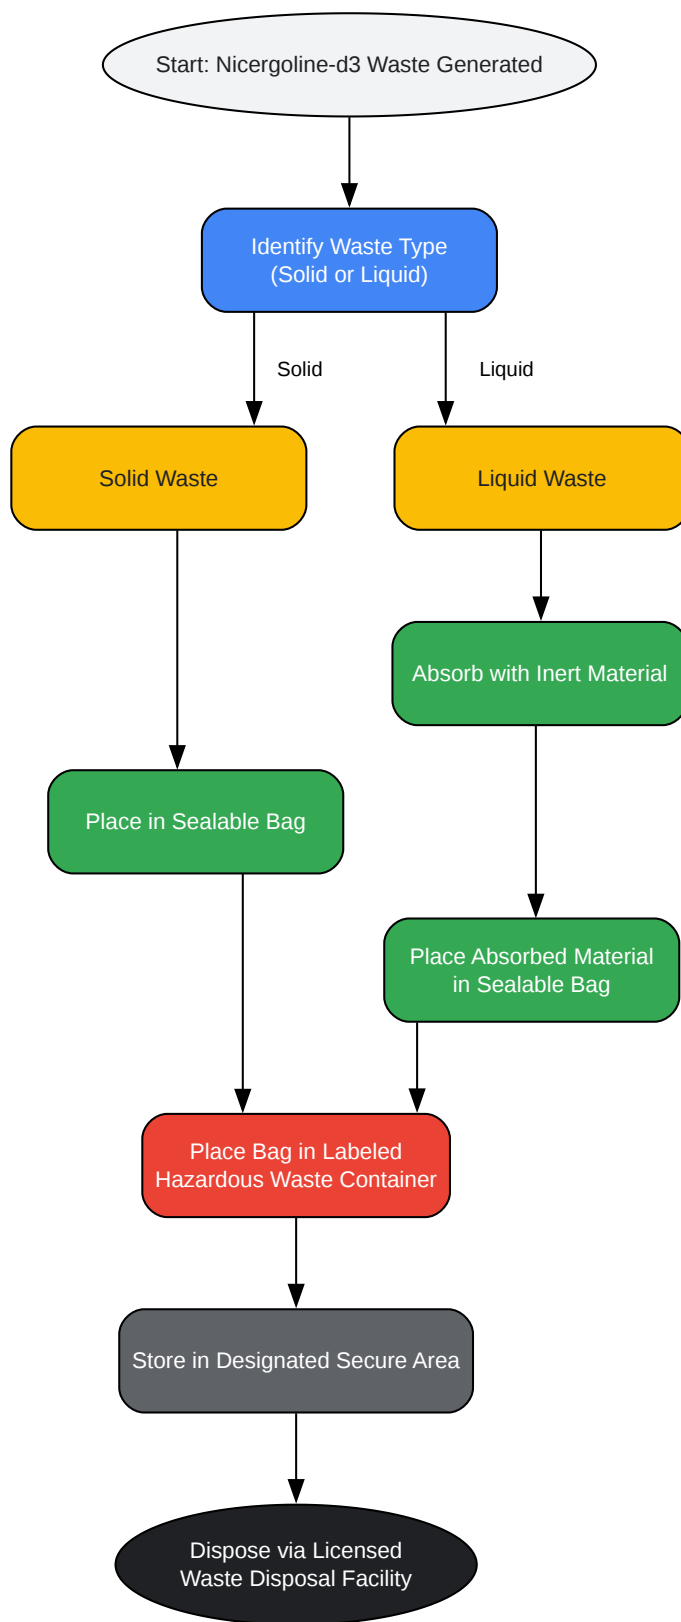 Start: Nicergoline-d3 Waste Generated
Identify Waste Type
(Solid or Liquid)
Solid
Liquid
Solid Waste
Liquid Waste
Absorb with Inert Material
Place in Sealable Bag
Place Absorbed Material
in Sealable Bag
Place Bag in Labeled
Hazardous Waste Container
Store in Designated Secure Area
Dispose via Licensed
Waste Disposal Facility